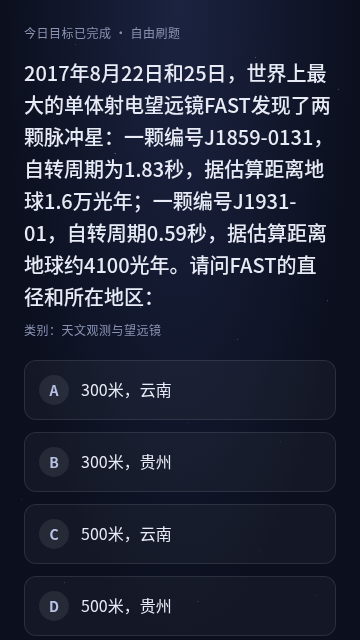 今日目标已完成 · 自由刷题
2017年8月22日和25日，世界上最
大的单体射电望远镜FAST发现了两
颗脉冲星：一颗编号J1859-0131，
自转周期为1.83秒，据估算距离地
球1.6万光年；一颗编号J1931-
01，自转周期0.59秒，据估算距离
地球约4100光年。请问FAST的直
径和所在地区：
类别：天文观测与望远镜
A 300米，云南
B 300米，贵州
C 500米，云南
D 500米，贵州